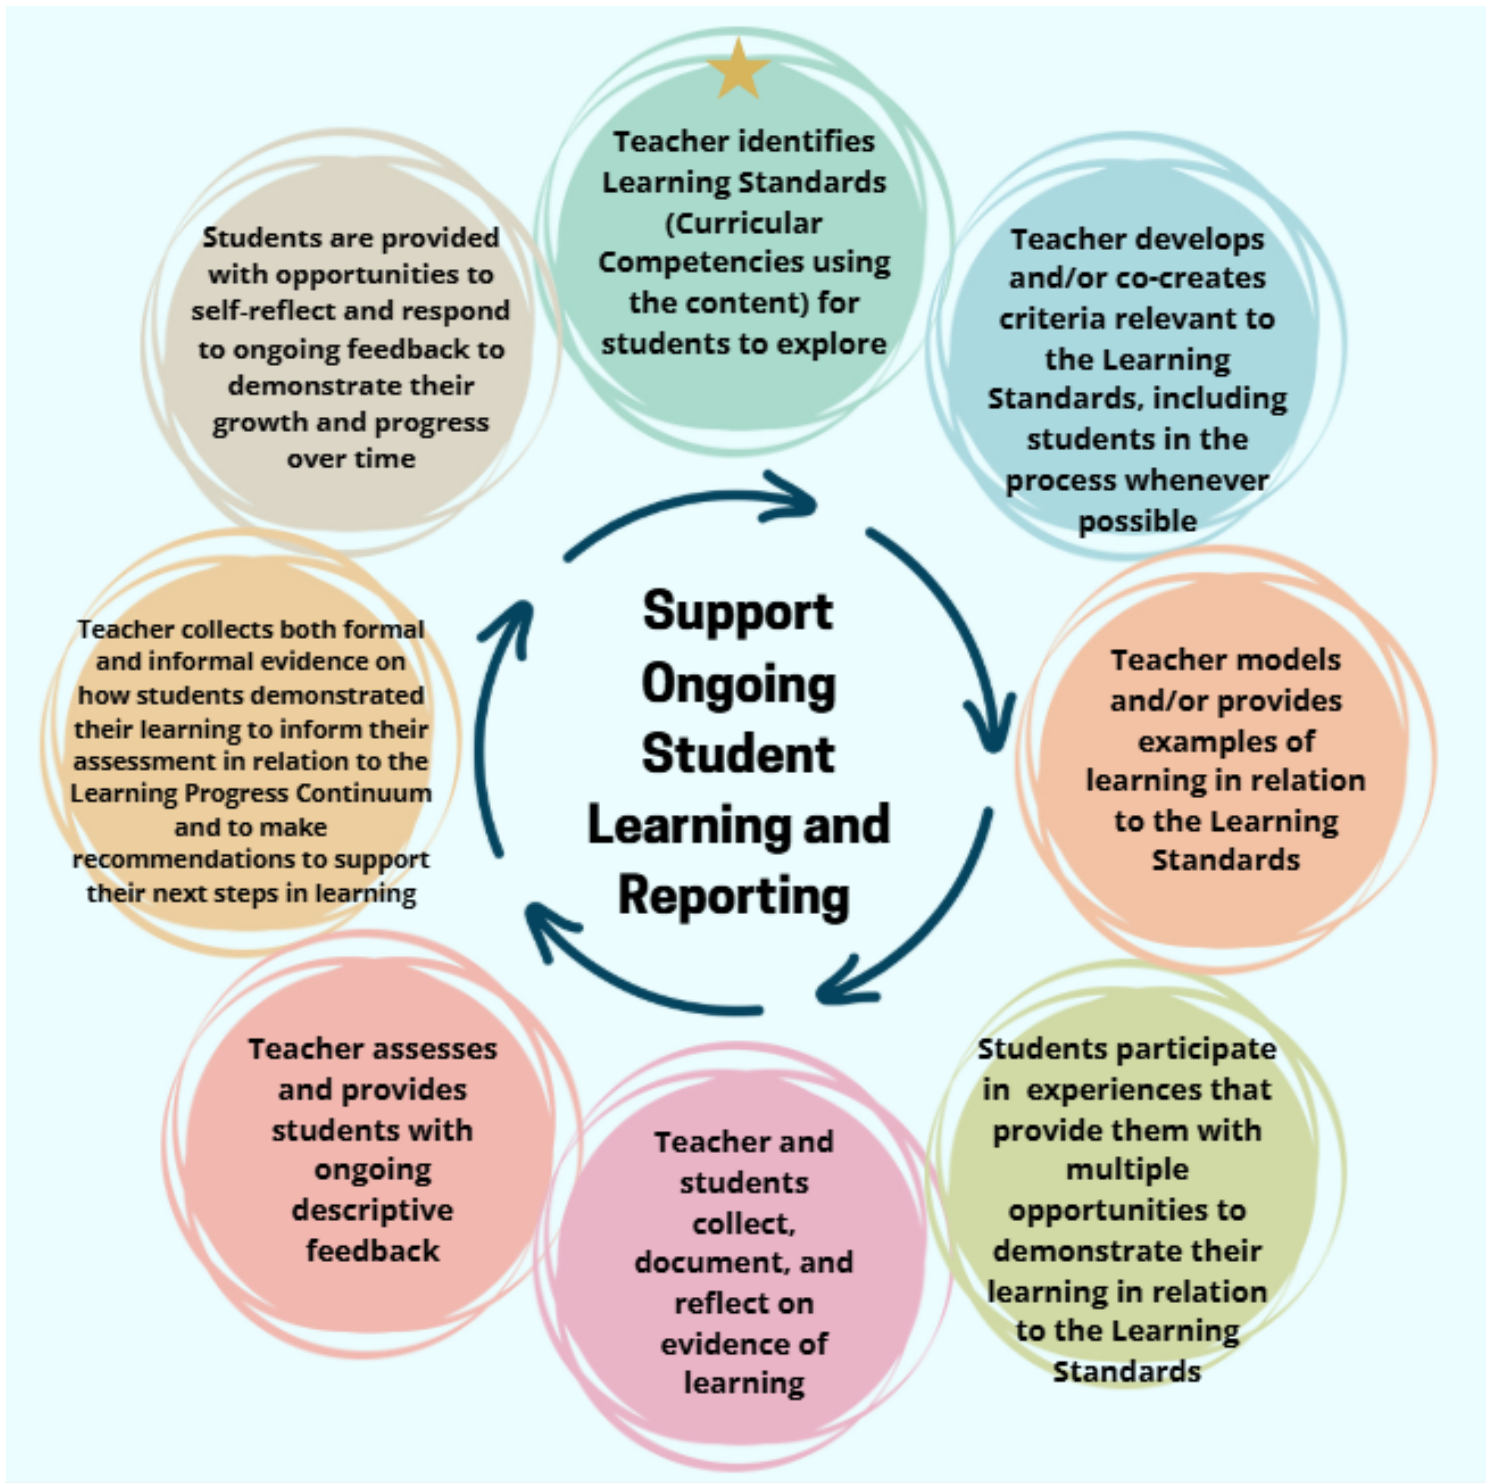 Teacher identifies
Learning Standards
(Curricular
Competencies using
the content) for
students to explore
Teacher develops
and/or co-creates
criteria relevant to
the Learning
Standards, including
students in the
process whenever
possible
Teacher models
and/or provides
examples of
learning in relation
to the Learning
Standards
Students participate
in experiences that
provide them with
multiple
opportunities to
demonstrate their
learning in relation
to the Learning
Standards
Teacher and
students
collect,
document, and
reflect on
evidence of
learning
Teacher assesses
and provides
students with
ongoing
descriptive
feedback
Teacher collects both formal
and informal evidence on
how students demonstrated
their learning to inform their
assessment in relation to the
Learning Progress Continuum
and to make
recommendations to support
their next steps in learning
Students are provided
with opportunities to
self-reflect and respond
to ongoing feedback to
demonstrate their
growth and progress
over time
Support
Ongoing
Student
Learning and
Reporting